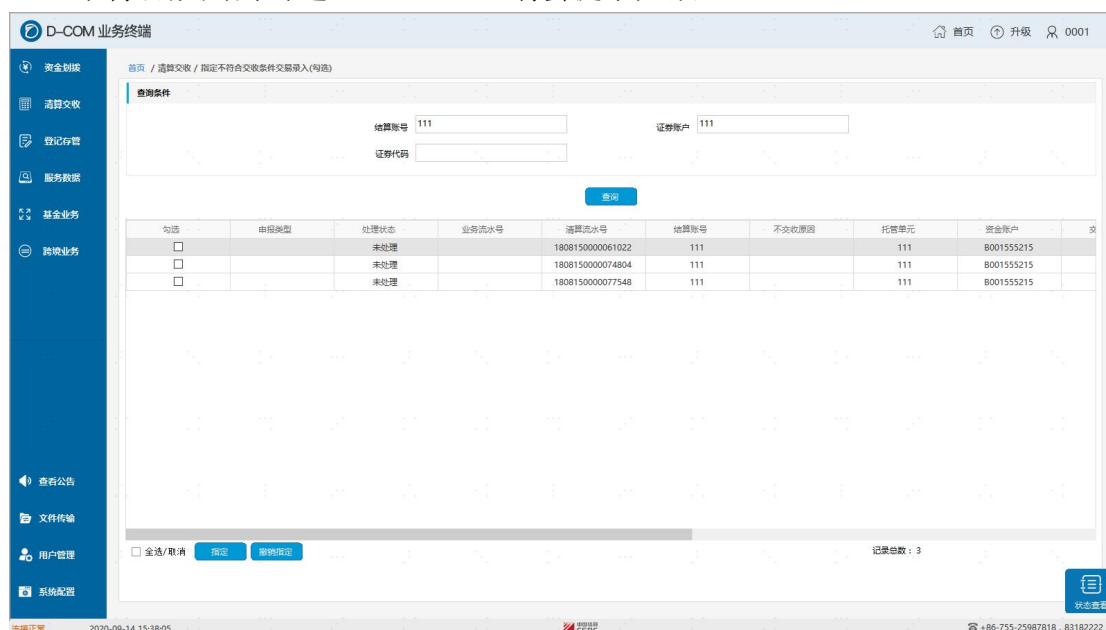 D-COM 业务终端
首页 升级 0001
资金划拨
清算交收
登记存管
服务数据
基金业务
跨境业务
首页 / 清算交收 / 指定不符合交收条件交易录入(勾选)
查询条件
结算账号 111 证券账户 111
证券代码
查询
勾选 申报类型 处理状态 业务流水号 清算流水号 结算账号 不交收原因 托管单元 资金账户
未处理 1808150000061022 111 111 B001555215
未处理 1808150000074804 111 111 B001555215
未处理 1808150000077548 111 111 B001555215
查看公告
文件传输
用户管理
系统配置
全选/取消 指定 撤销指定 记录总数：3
状态查看
连接正常 2020-09-14 15:38:05 +86-755-25987818 , 83182222